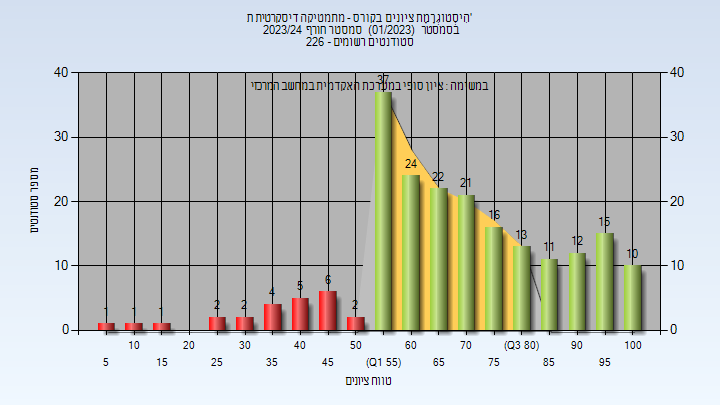 'היסטוגרמת ציונים בקורס - מתמטיקה דיסקרטית ת
בסמסטר (01/2023) סמסטר חורף 2023/24
סטודנטים רשומים - 226
במשימה : ציון סופי במערכת האקדמית במחשב המרכזי
40 40
30 30
20 20
10 10
0 0
מספר סטודנטים
1 1 1 2 2 4 5 6 2 37 24 22 21 16 13 11 12 15 10
10 20 30 40 50 60 70 (Q3 80) 90 100
5 15 25 35 45 (Q1 55) 65 75 85 95
טווח ציונים